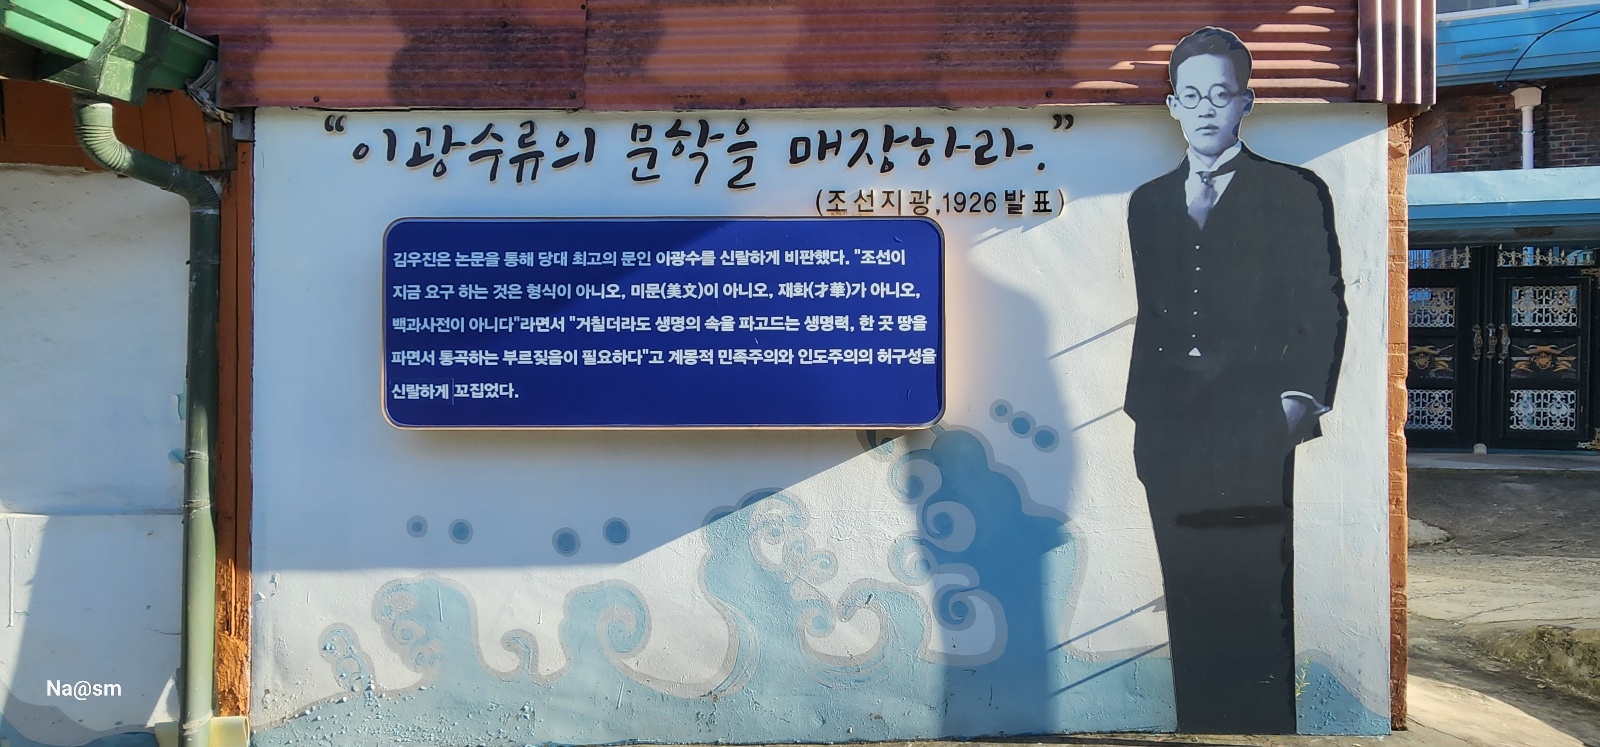 “이광수류의 문학을 매장하라.”
(조선지광,1926 발표)
김우진은 논문을 통해 당대 최고의 문인 이광수를 신랄하게 비판했다. "조선이
지금 요구 하는 것은 형식이 아니오, 미문(美文)이 아니오, 재화(才華)가 아니오,
백과사전이 아니다"라면서 "거칠더라도 생명의 속을 파고드는 생명력, 한 곳 땅을
파면서 통곡하는 부르짖음이 필요하다"고 계몽적 민족주의와 인도주의의 허구성을
신랄하게 꼬집었다.
Na@sm